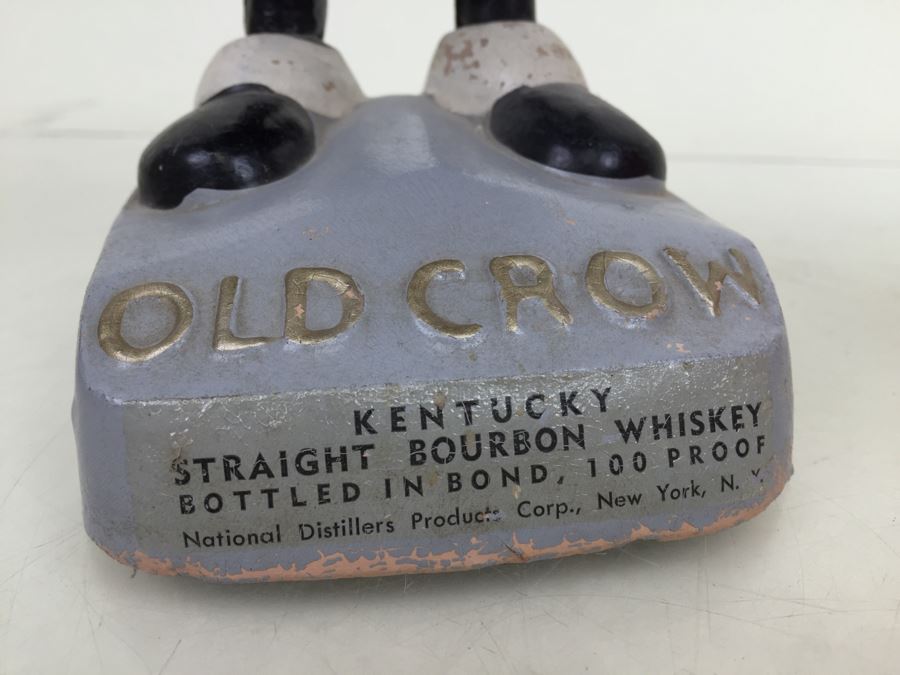 OLD CROW
KENTUCKY
STRAIGHT BOURBON WHISKEY
BOTTLED IN BOND, 100 PROOF
National Distillers Products Corp., New York, N. Y.